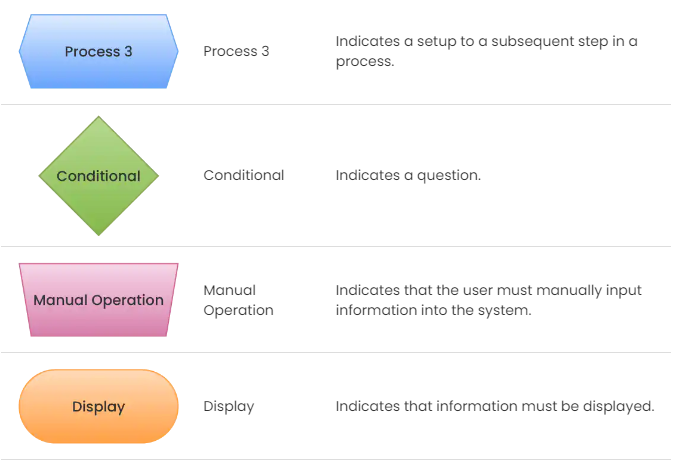 Process 3
Process 3
Indicates a setup to a subsequent step in a
process.
Conditional
Conditional
Indicates a question.
Manual Operation
Manual
Operation
Indicates that the user must manually input
information into the system.
Display
Display
Indicates that information must be displayed.